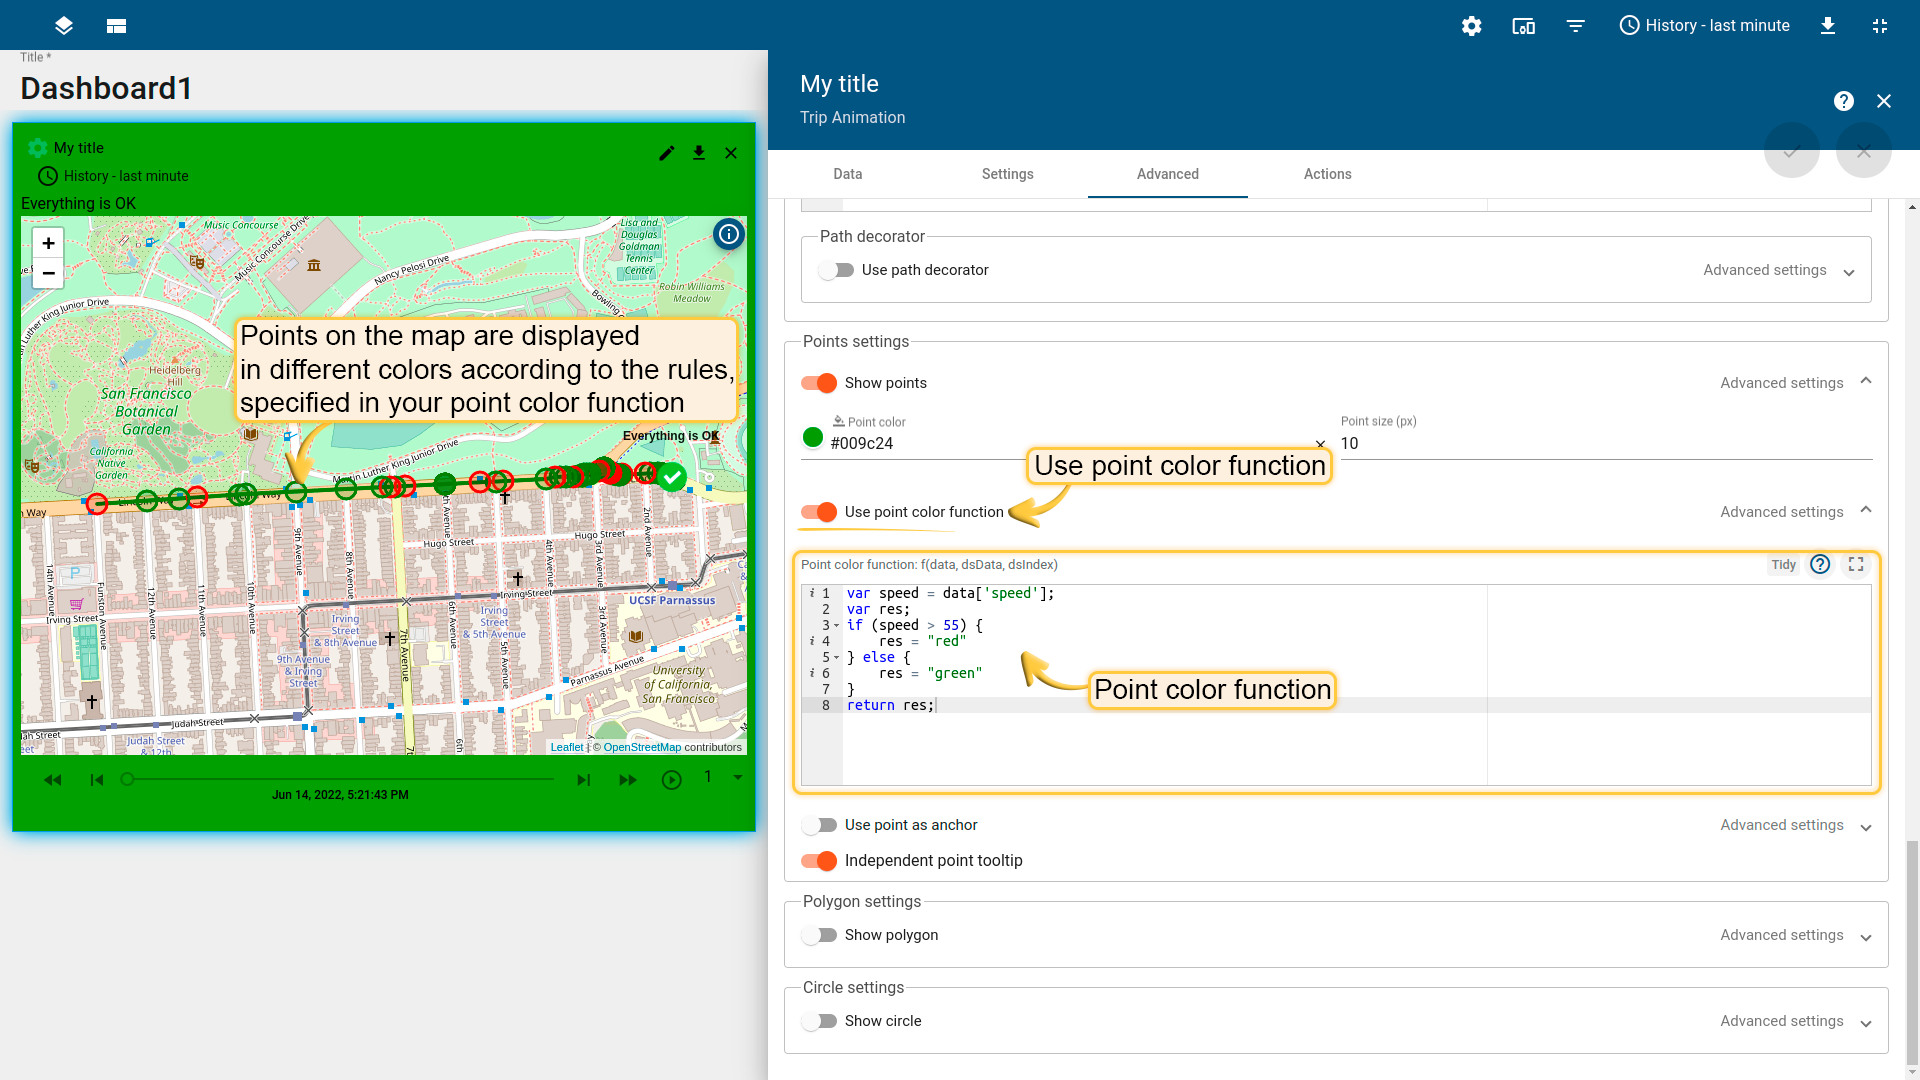 History - last minute
Title *
Dashboard1
My title
History - last minute
Everything is OK
Music Concourse
Music Concourse Drive
Lisa and
Douglas
Goldman
Tennis
Center
Nancy Pelosi Drive
Robin Williams
Meadow
Bowling
Luther King Junior Drive
Points on the map are displayed
in different colors according to the rules,
specified in your point color function
Heidelberg
Hill
San Francisco
Botanical
Garden
California
Native
Garden
Everything is OK
Martin Luther King Junior Drive
Way
Hugo Street
Hugo Street
14th Avenue
Funston Avenue
12th Avenue
11th Avenue
10th Avenue
9th Avenue
8th Avenue
7th Avenue
6th Avenue
5th Avenue
4th Avenue
3rd Avenue
3rd Avenue
2nd Avenue
Irving Street
Irving Street
UCSF Parnassus
Irving
Street
& 8th Avenue
Irving
Street
& 5th Avenue
9th Avenue
& Irving
Street
Parnassus Avenue
University
of California,
San Francisco
Judah Street
Judah Street
& 12th
6th
Leaflet | © OpenStreetMap contributors
1
Jun 14, 2022, 5:21:43 PM
My title
Trip Animation
Data
Settings
Advanced
Actions
Path decorator
Use path decorator
Advanced settings
Points settings
Show points
Advanced settings
Point color
#009c24
Point size (px)
10
Use point color function
Use point color function
Advanced settings
Point color function: f(data, dsData, dsIndex)
Tidy
1 var speed = data['speed'];
2 var res;
3 if (speed > 55) {
4 res = "red"
5 } else {
6 res = "green"
7 }
8 return res;
Point color function
Use point as anchor
Advanced settings
Independent point tooltip
Polygon settings
Show polygon
Advanced settings
Circle settings
Show circle
Advanced settings